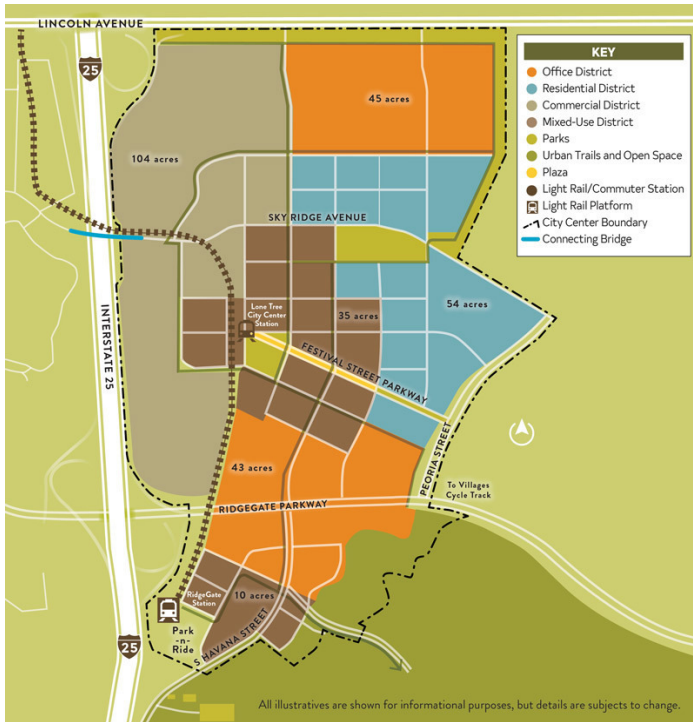 LINCOLN AVENUE
25
KEY
Office District
Residential District
Commercial District
Mixed-Use District
Parks
Urban Trails and Open Space
Plaza
Light Rail/Commuter Station
Light Rail Platform
City Center Boundary
Connecting Bridge
45 acres
104 acres
SKY RIDGE AVENUE
INTERSTATE 25
Lone Tree
City Center
Station
35 acres
54 acres
FESTIVAL STREET PARKWAY
PEORIA STREET
43 acres
To Villages
Cycle Track
RIDGEGATE PARKWAY
RidgeGate
Station
10 acres
Park
-n-
Ride
25
S HAVANA STREET
All illustratives are shown for informational purposes, but details are subject to change.